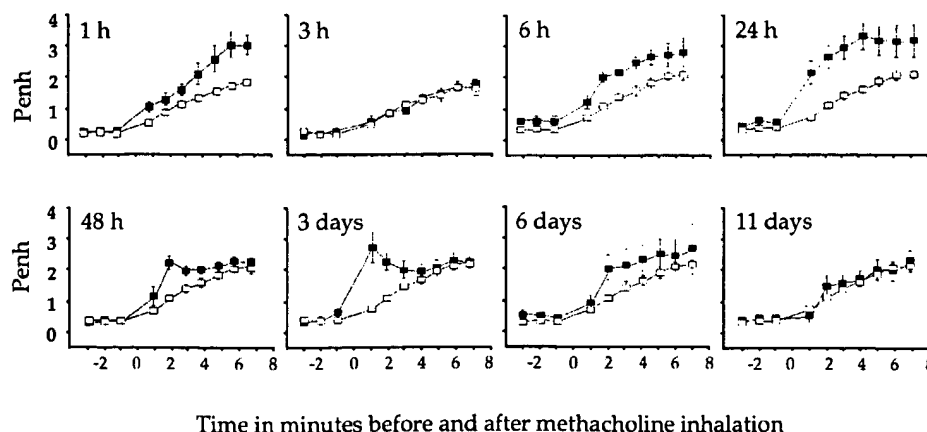 4
3
2
1
0
Penh
1 h
3 h
6 h
24 h
4
3
2
1
0
Penh
48 h
3 days
6 days
11 days
-2 0 2 4 6 8
-2 0 2 4 6 8
-2 0 2 4 6 8
-2 0 2 4 6 8
Time in minutes before and after methacholine inhalation